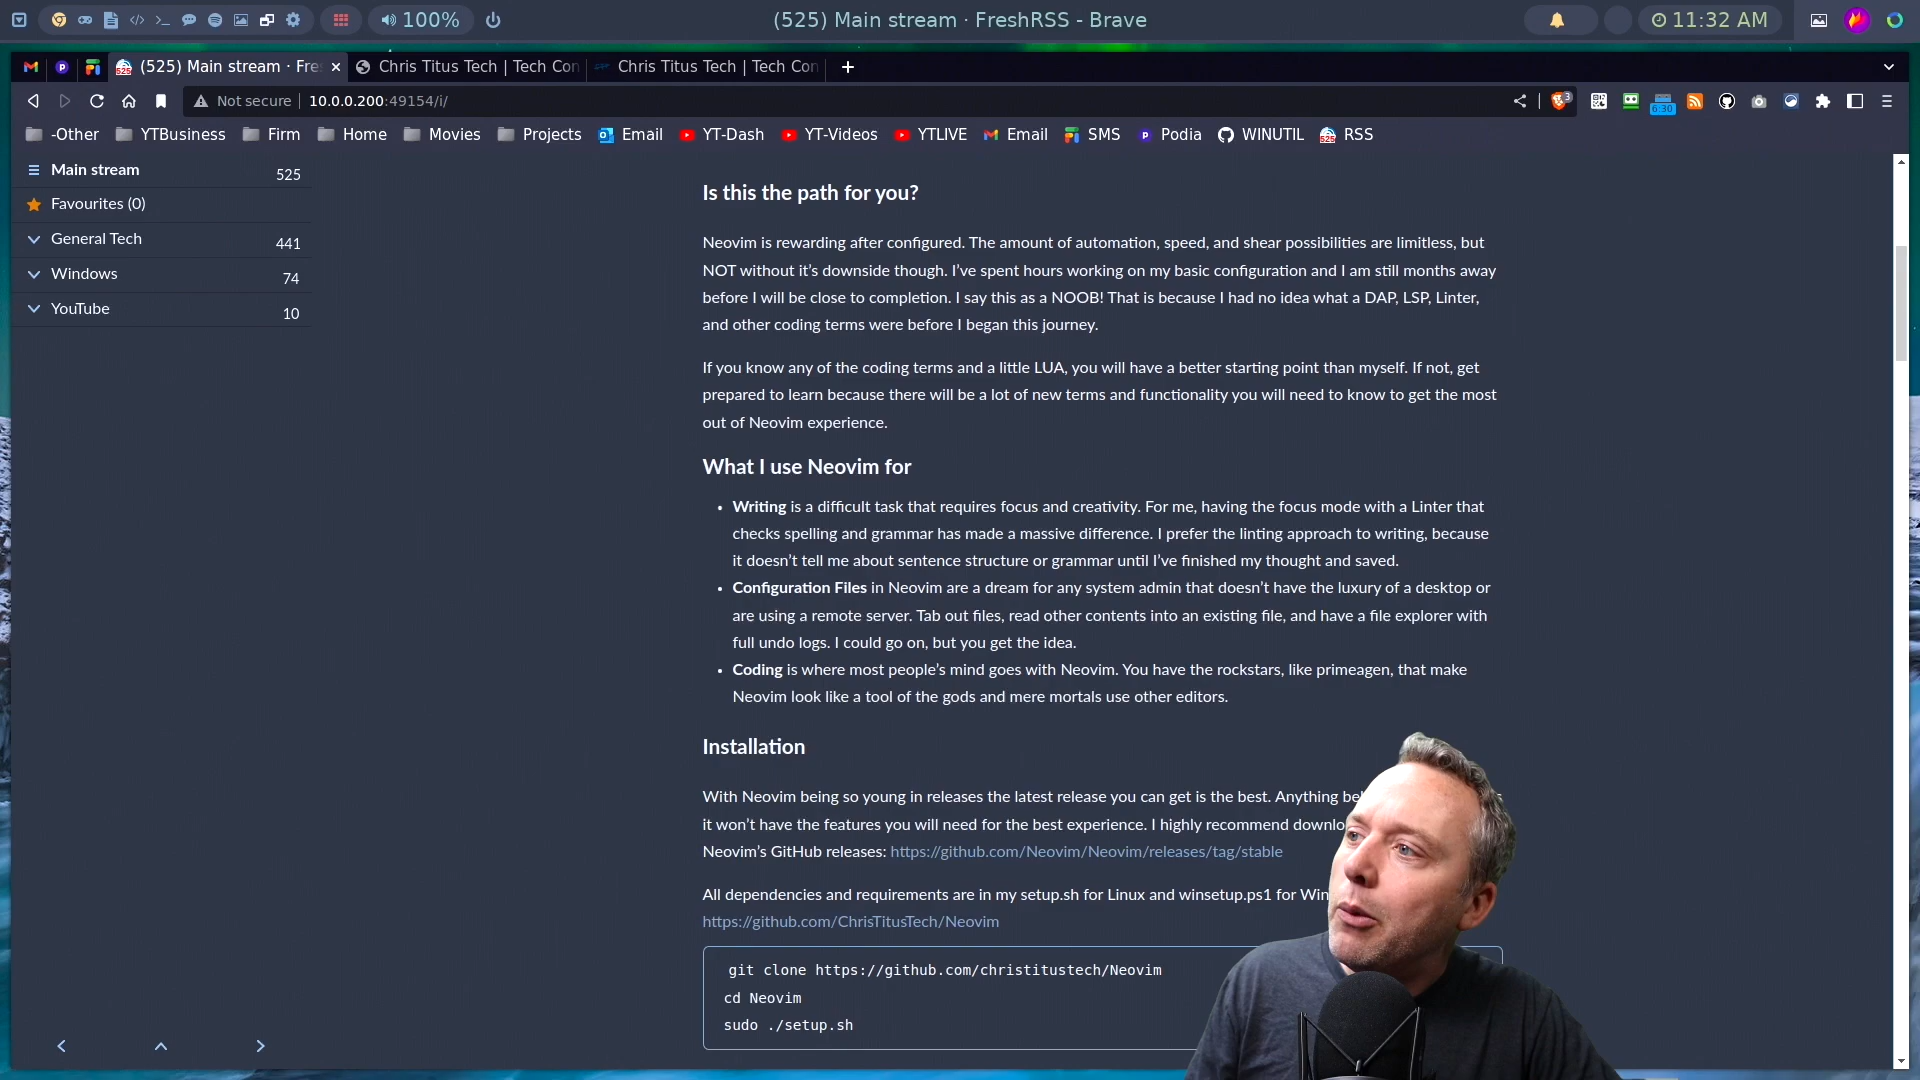 100%
(525) Main stream · FreshRSS - Brave
11:32 AM
(525) Main stream · Fre
Chris Titus Tech | Tech Con
Chris Titus Tech | Tech Con
Not secure
10.0.0.200:49154/i/
3
6:30
-Other
YTBusiness
Firm
Home
Movies
Projects
Email
YT-Dash
YT-Videos
YTLIVE
Email
SMS
Podia
WINUTIL
RSS
Main stream 525
Favourites (0)
General Tech 441
Windows 74
YouTube 10
Is this the path for you?
Neovim is rewarding after configured. The amount of automation, speed, and shear possibilities are limitless, but
NOT without it’s downside though. I’ve spent hours working on my basic configuration and I am still months away
before I will be close to completion. I say this as a NOOB! That is because I had no idea what a DAP, LSP, Linter,
and other coding terms were before I began this journey.
If you know any of the coding terms and a little LUA, you will have a better starting point than myself. If not, get
prepared to learn because there will be a lot of new terms and functionality you will need to know to get the most
out of Neovim experience.
What I use Neovim for
• Writing is a difficult task that requires focus and creativity. For me, having the focus mode with a Linter that
checks spelling and grammar has made a massive difference. I prefer the linting approach to writing, because
it doesn’t tell me about sentence structure or grammar until I’ve finished my thought and saved.
• Configuration Files in Neovim are a dream for any system admin that doesn’t have the luxury of a desktop or
are using a remote server. Tab out files, read other contents into an existing file, and have a file explorer with
full undo logs. I could go on, but you get the idea.
• Coding is where most people’s mind goes with Neovim. You have the rockstars, like primeagen, that make
Neovim look like a tool of the gods and mere mortals use other editors.
Installation
With Neovim being so young in releases the latest release you can get is the best. Anything
it won’t have the features you will need for the best experience. I highly recommend
Neovim’s GitHub releases: https://github.com/Neovim/Neovim/releases/tag/stable
All dependencies and requirements are in my setup.sh for Linux and winsetup.ps1 for
https://github.com/ChrisTitusTech/Neovim
git clone https://github.com/christitustech/Neovim
cd Neovim
sudo ./setup.sh